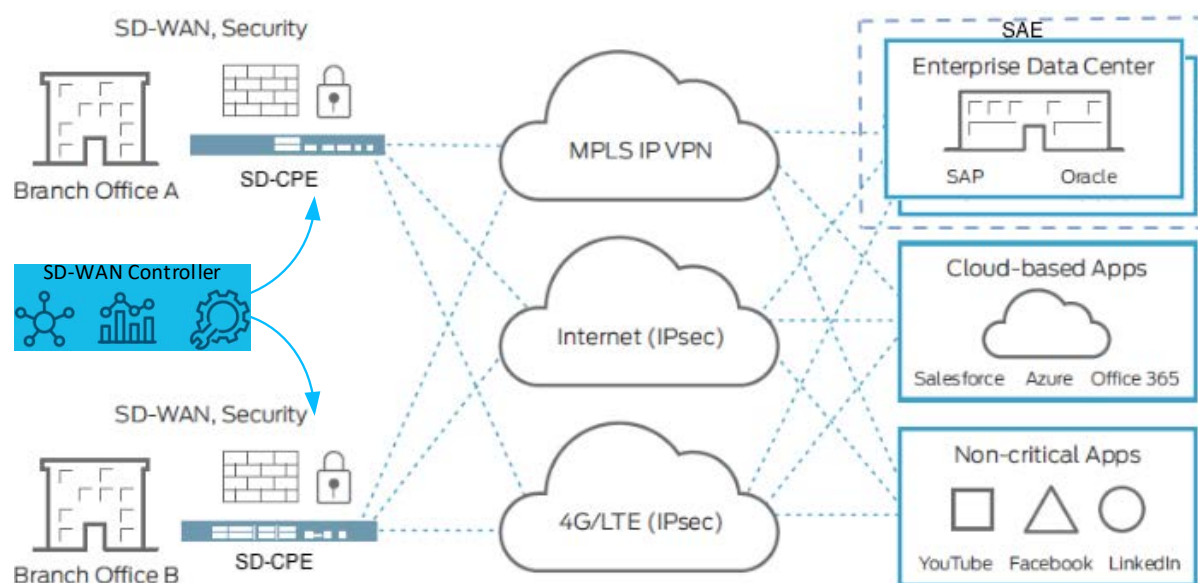 SD-WAN, Security
SD-CPE
Branch Office A
SD-WAN Controller
SD-WAN, Security
SD-CPE
Branch Office B
MPLS IP VPN
Internet (IPsec)
4G/LTE (IPsec)
SAE
Enterprise Data Center
SAP Oracle
Cloud-based Apps
Salesforce Azure Office 365
Non-critical Apps
YouTube Facebook LinkedIn